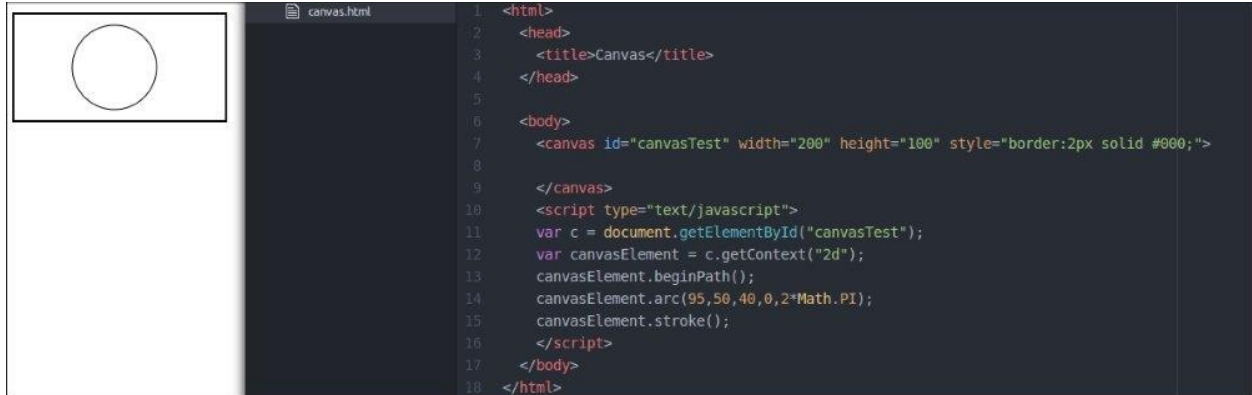 canvas.html
1 <html>
2 <head>
3 <title>Canvas</title>
4 </head>
5
6 <body>
7 <canvas id="canvasTest" width="200" height="100" style="border:2px solid #000;">
8
9 </canvas>
10 <script type="text/javascript">
11 var c = document.getElementById("canvasTest");
12 var canvasElement = c.getContext("2d");
13 canvasElement.beginPath();
14 canvasElement.arc(95,50,40,0,2*Math.PI);
15 canvasElement.stroke();
16 </script>
17 </body>
18 </html>